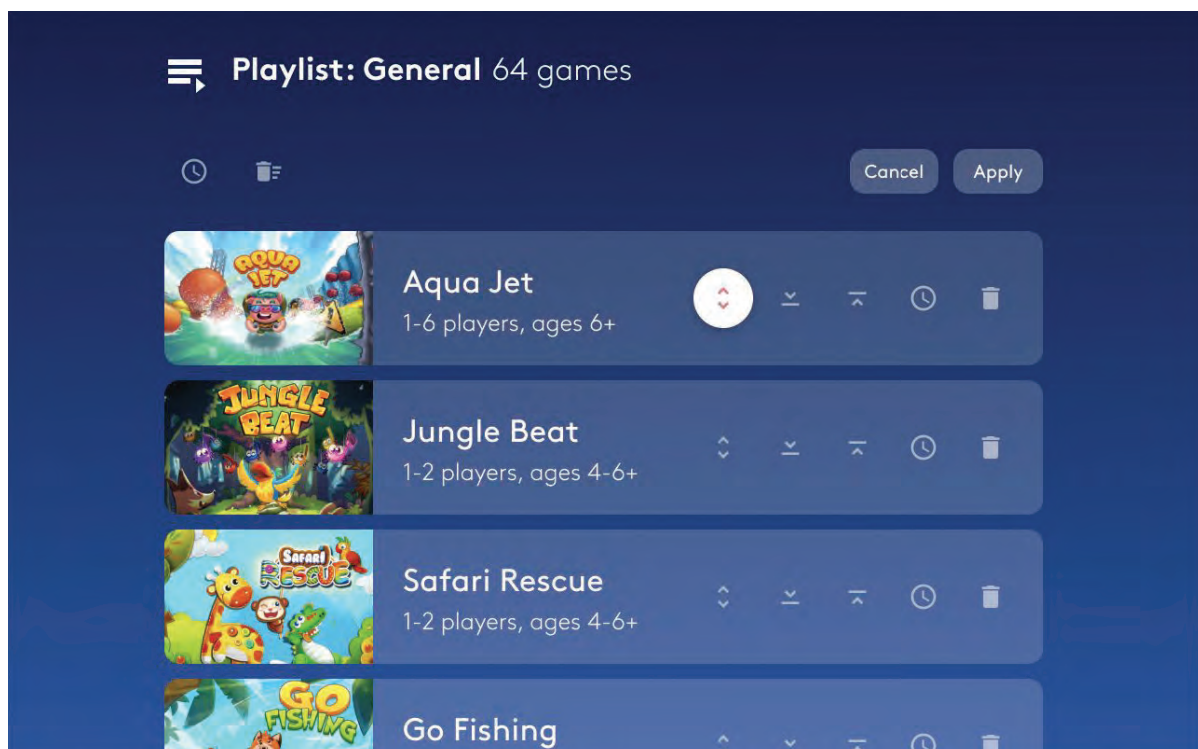 Playlist: General 64 games
Cancel Apply
AQUA
JET
Aqua Jet
1-6 players, ages 6+
JUNGLE
BEAT
Jungle Beat
1-2 players, ages 4-6+
SAFARI
RESCUE
Safari Rescue
1-2 players, ages 4-6+
GO
FISHING
Go Fishing